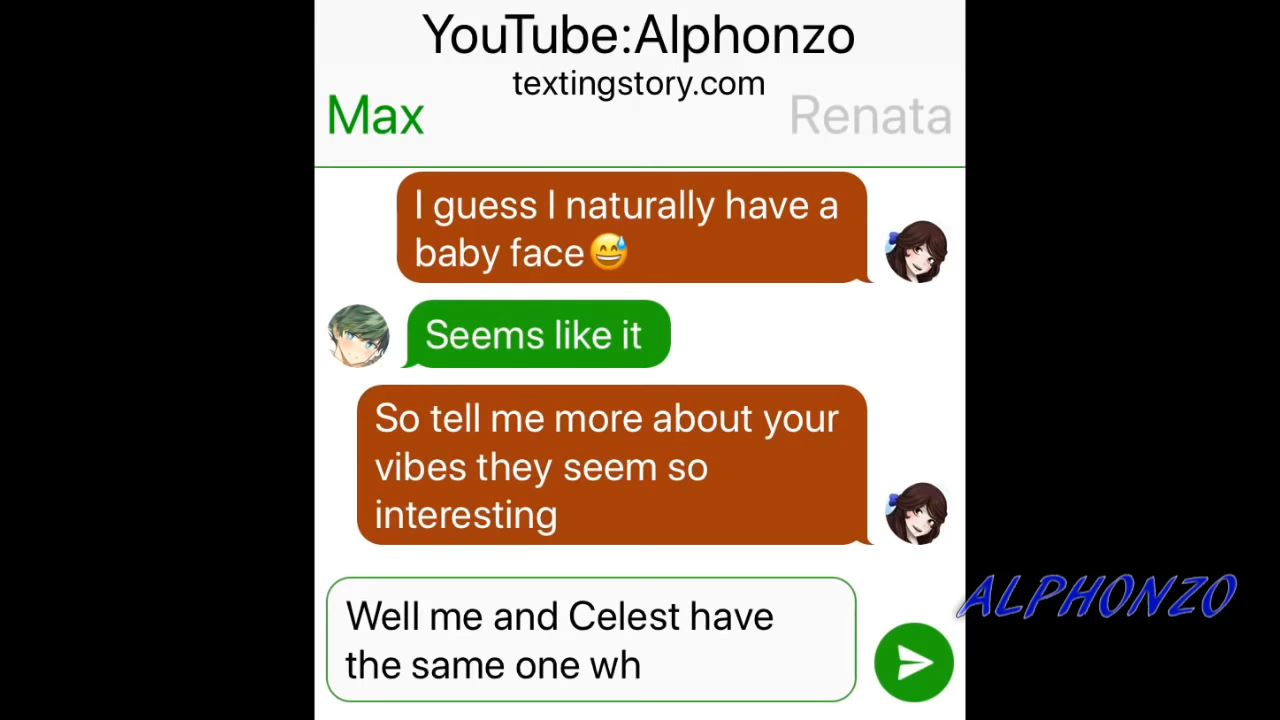 YouTube:Alphonzo
textingstory.com
Max
Renata
I guess I naturally have a
baby face😅
Seems like it
So tell me more about your
vibes they seem so
interesting
Well me and Celest have
the same one wh
ALPHONZO